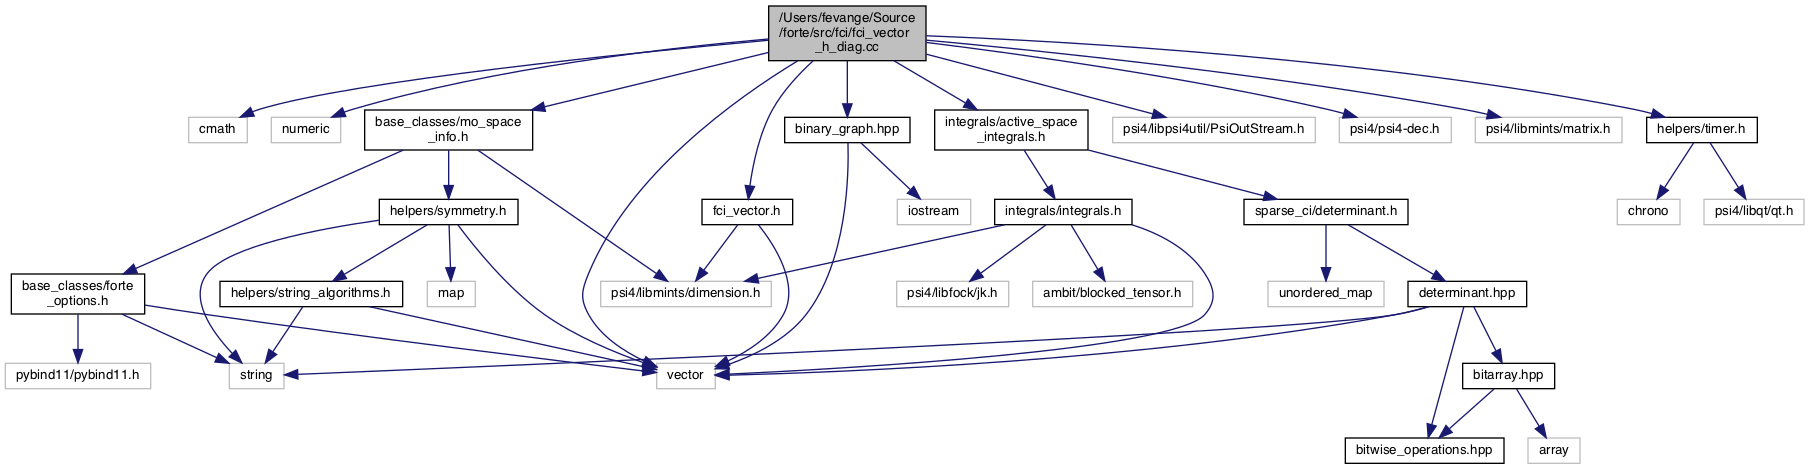 /Users/fevange/Source
/forte/src/fci/fci_vector
_h_diag.cc
cmath
numeric
base_classes/mo_space
_info.h
binary_graph.hpp
integrals/active_space
_integrals.h
psi4/libpsi4util/PsiOutStream.h
psi4/psi4-dec.h
psi4/libmints/matrix.h
helpers/timer.h
helpers/symmetry.h
fci_vector.h
iostream
integrals/integrals.h
sparse_ci/determinant.h
chrono
psi4/libqt/qt.h
base_classes/forte
_options.h
helpers/string_algorithms.h
map
psi4/libmints/dimension.h
psi4/libfock/jk.h
ambit/blocked_tensor.h
unordered_map
determinant.hpp
pybind11/pybind11.h
string
vector
bitarray.hpp
bitwise_operations.hpp
array